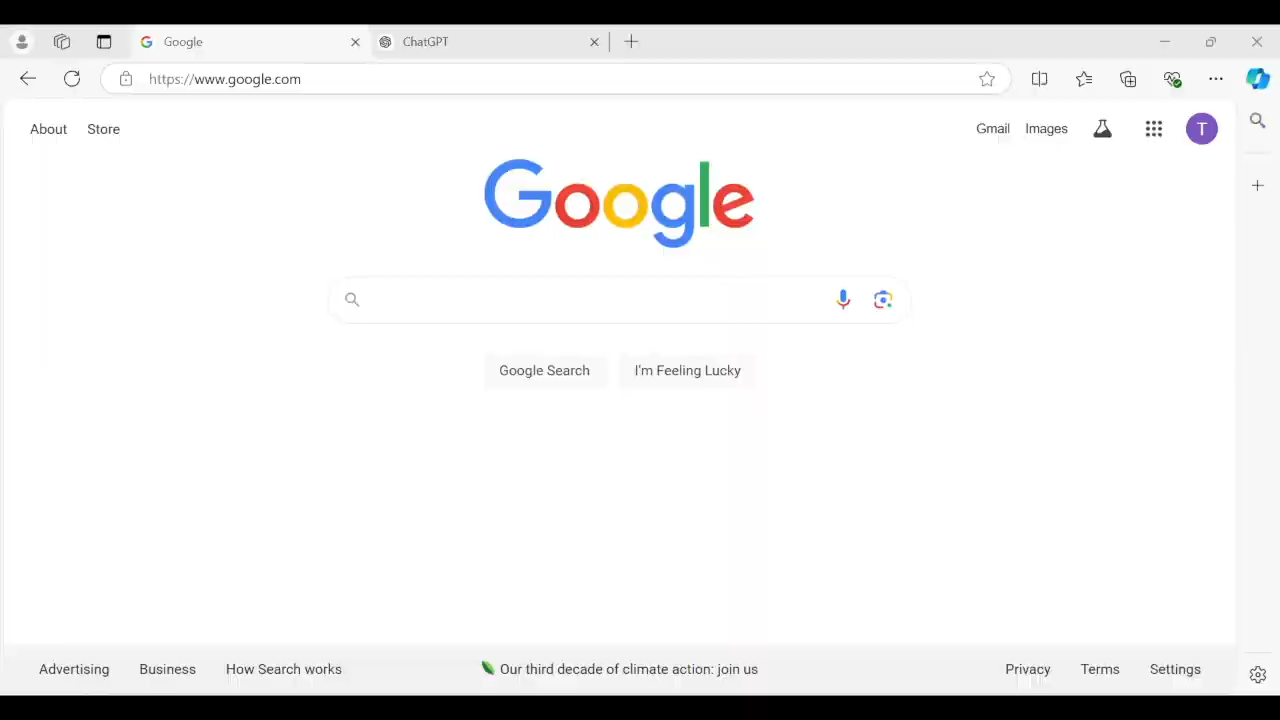 Google
ChatGPT
https://www.google.com
About
Store
Gmail
Images
T
Google
Google Search
I'm Feeling Lucky
Advertising
Business
How Search works
Our third decade of climate action: join us
Privacy
Terms
Settings